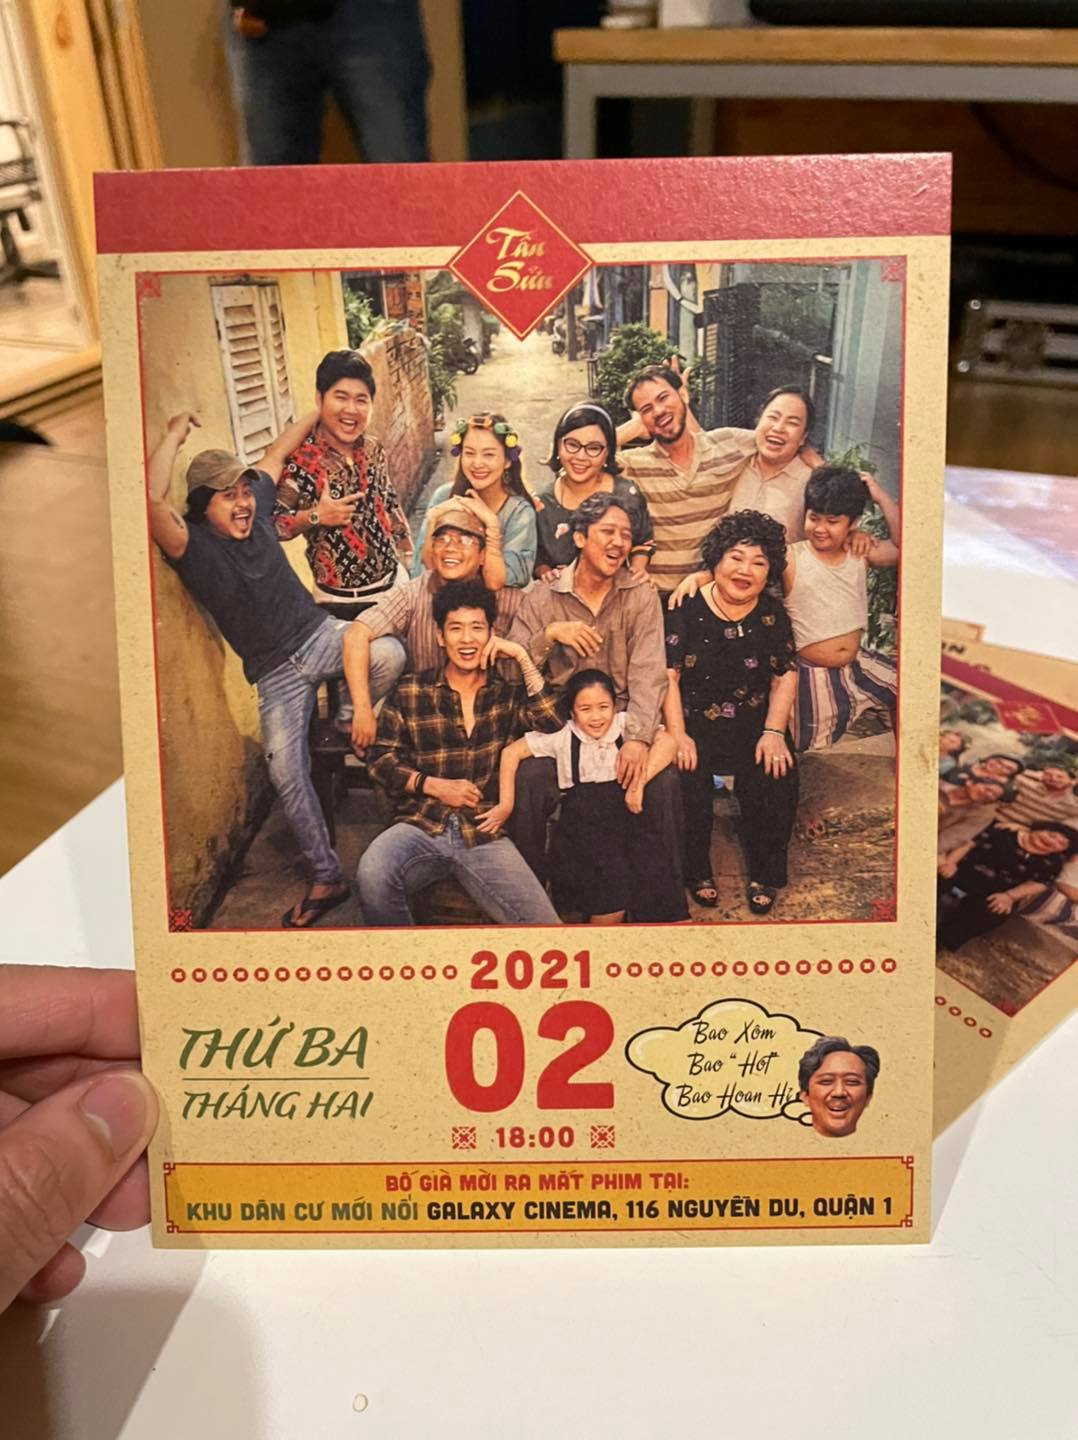 Tân
Sửu
2021
THỨ BA
THÁNG HAI
02
18:00
Bao Xôm
Bao "Hot"
Bao Hoan Hỉ
BỐ GIÀ MỜI RA MẮT PHIM TẠI:
KHU DÂN CƯ MỚI NỔI GALAXY CINEMA, 116 NGUYỄN DU, QUẬN 1